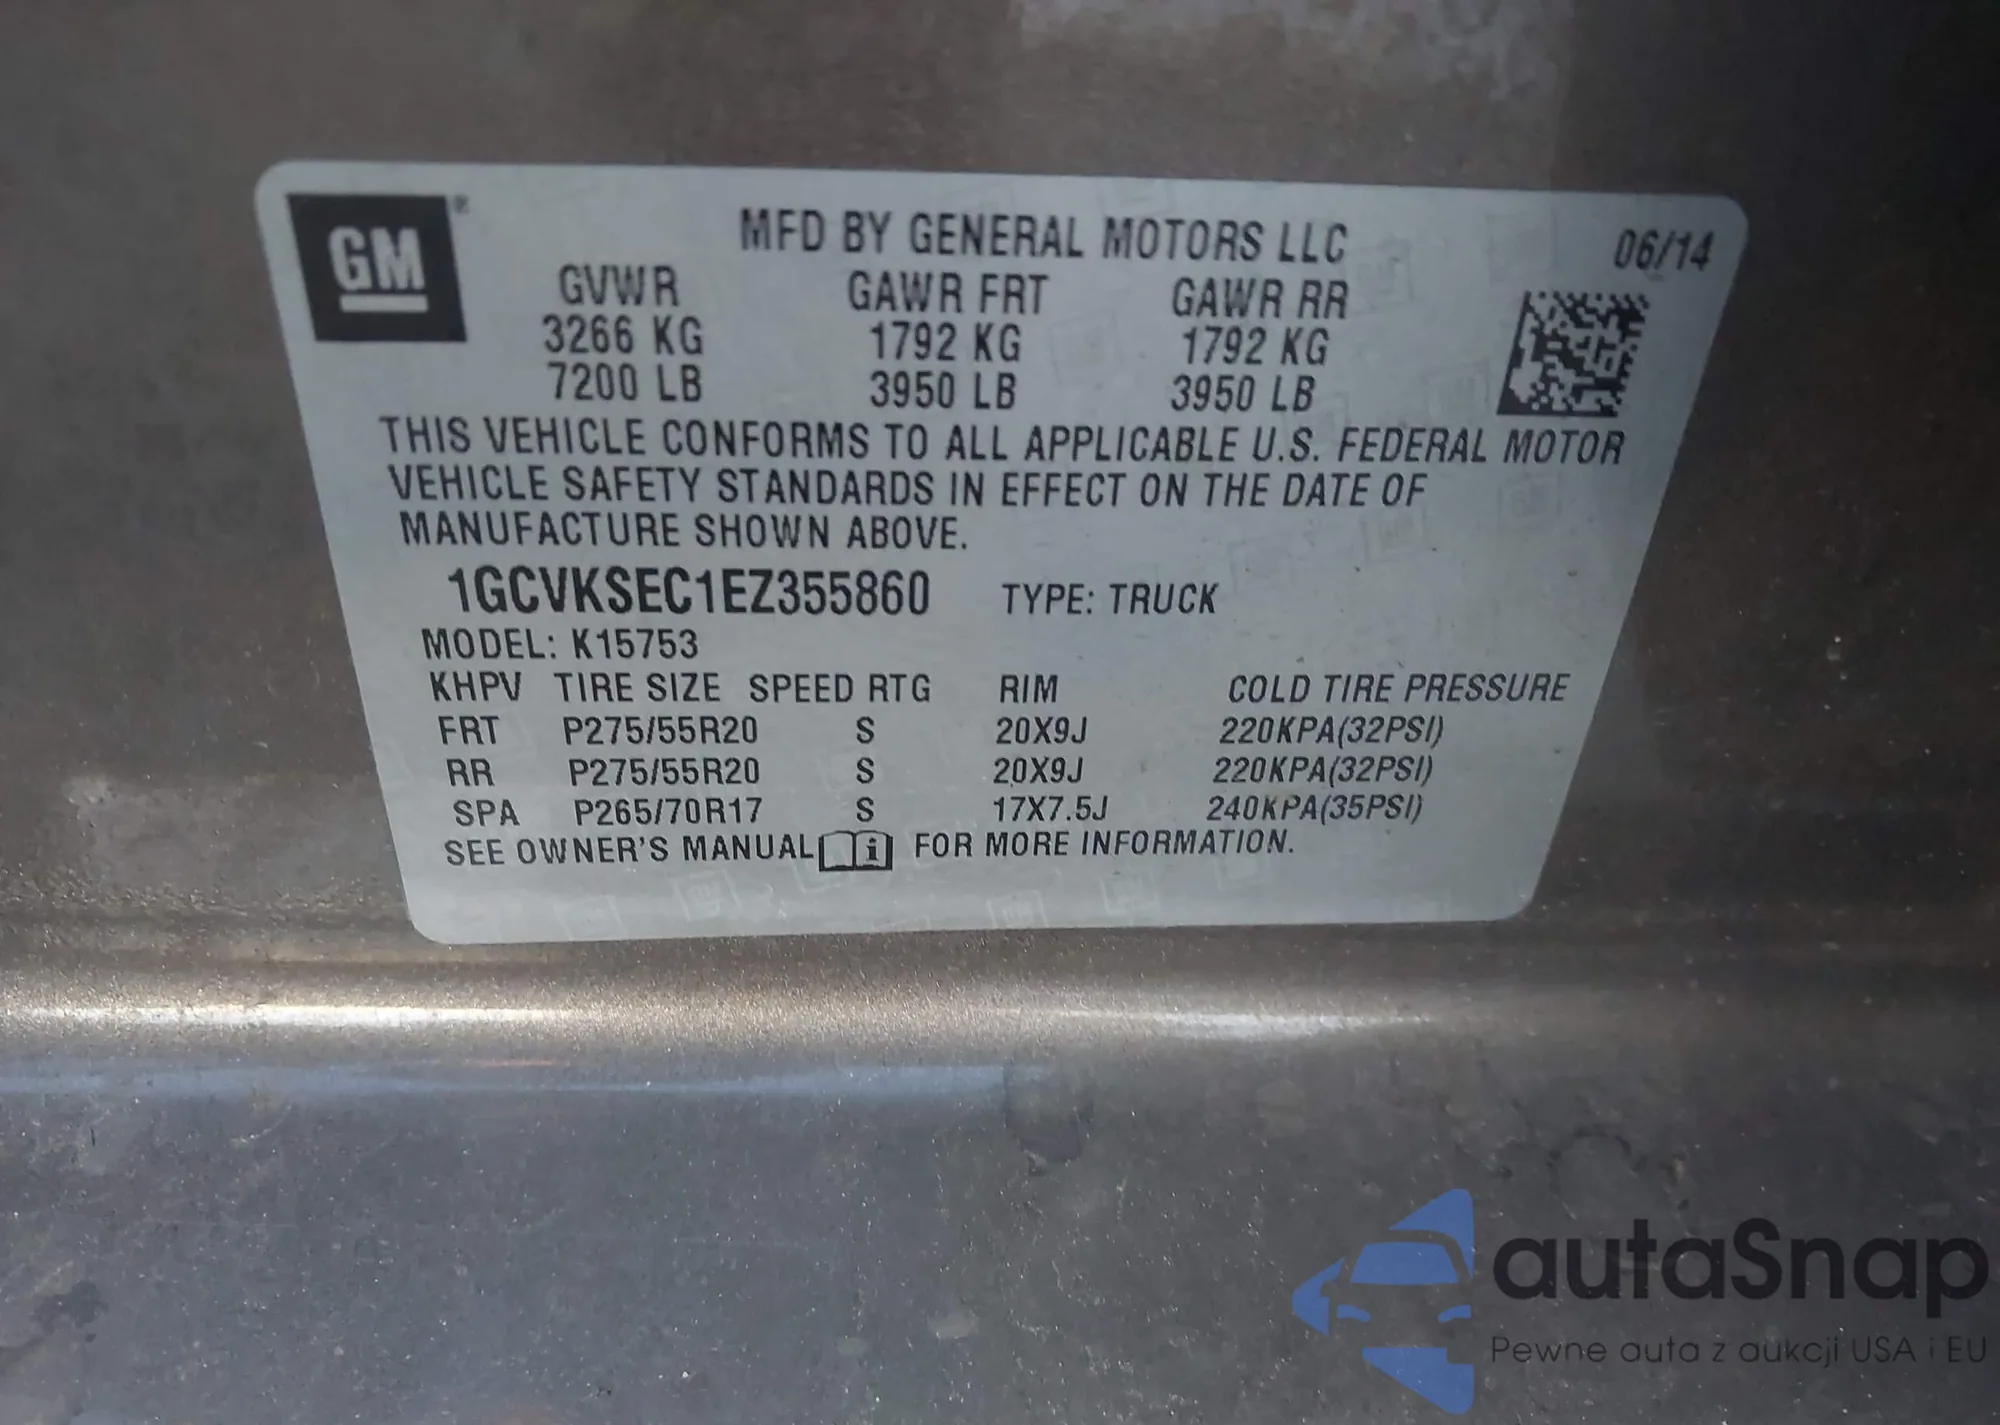 GM ®
MFD BY GENERAL MOTORS LLC 06/14
GVWR GAWR FRT GAWR RR
3266 KG 1792 KG 1792 KG
7200 LB 3950 LB 3950 LB
THIS VEHICLE CONFORMS TO ALL APPLICABLE U.S. FEDERAL MOTOR
VEHICLE SAFETY STANDARDS IN EFFECT ON THE DATE OF
MANUFACTURE SHOWN ABOVE.
1GCVKSEC1EZ355860 TYPE: TRUCK
MODEL: K15753
KHPV TIRE SIZE SPEED RTG RIM COLD TIRE PRESSURE
FRT P275/55R20 S 20X9J 220KPA(32PSI)
RR P275/55R20 S 20X9J 220KPA(32PSI)
SPA P265/70R17 S 17X7.5J 240KPA(35PSI)
SEE OWNER'S MANUAL i FOR MORE INFORMATION.
autaSnap
Pewne auta z aukcji USA i EU